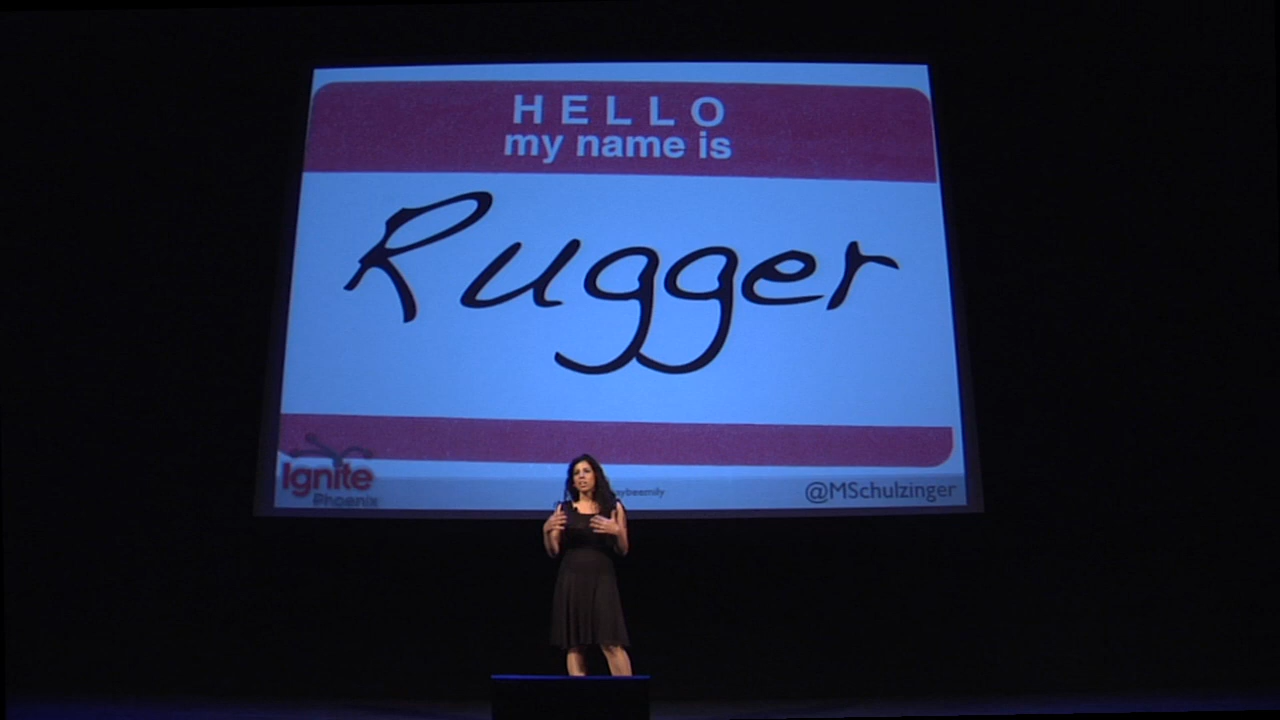 HELLO
my name is
Rugger
Ignite
Phoenix
@MSchulzinger